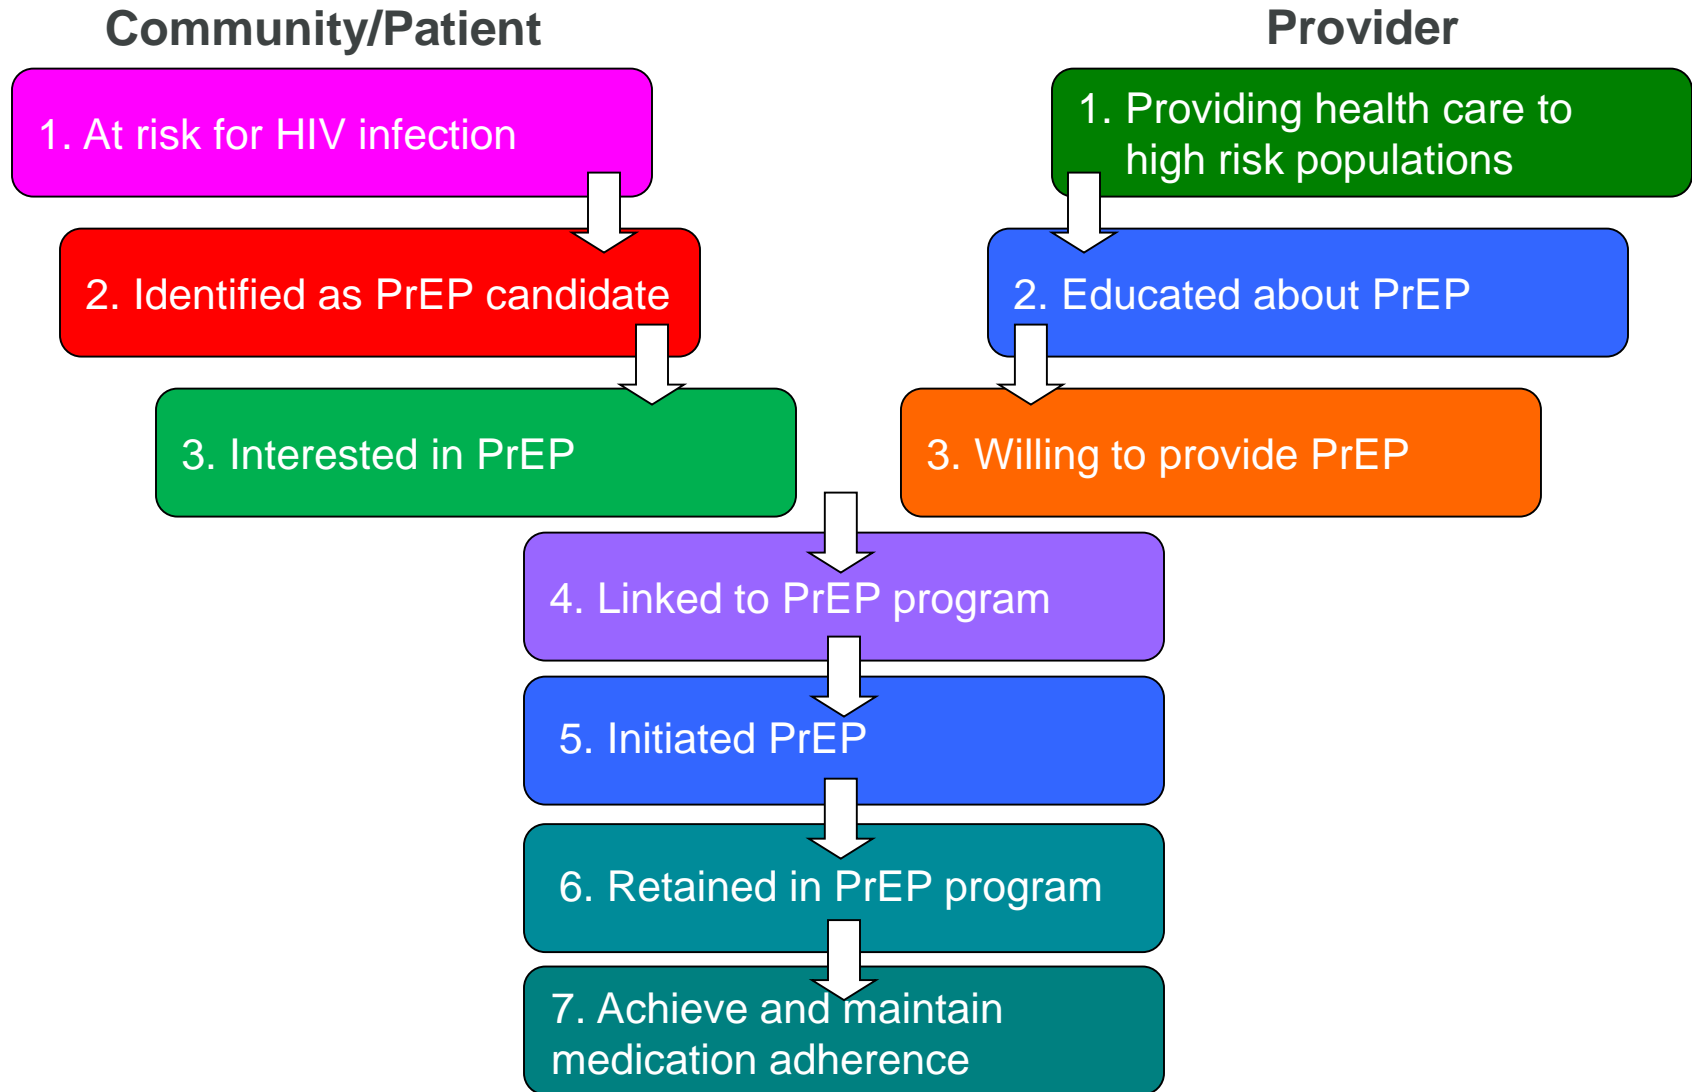 Community/Patient
Provider
1. At risk for HIV infection
1. Providing health care to
high risk populations
2. Identified as PrEP candidate
2. Educated about PrEP
3. Interested in PrEP
3. Willing to provide PrEP
4. Linked to PrEP program
5. Initiated PrEP
6. Retained in PrEP program
7. Achieve and maintain
medication adherence